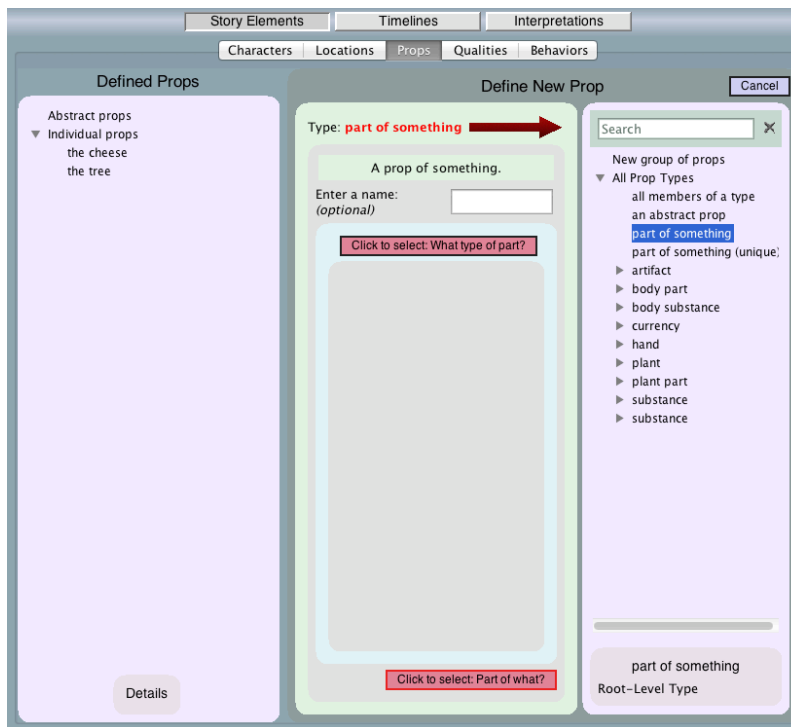 Story Elements
Timelines
Interpretations
Characters
Locations
Props
Qualities
Behaviors
Defined Props
Abstract props
Individual props
the cheese
the tree
Details
Define New Prop
Cancel
Type: part of something
A prop of something.
Enter a name:
(optional)
Click to select: What type of part?
Click to select: Part of what?
Search
New group of props
All Prop Types
all members of a type
an abstract prop
part of something
part of something (unique)
artifact
body part
body substance
currency
hand
plant
plant part
substance
substance
part of something
Root-Level Type